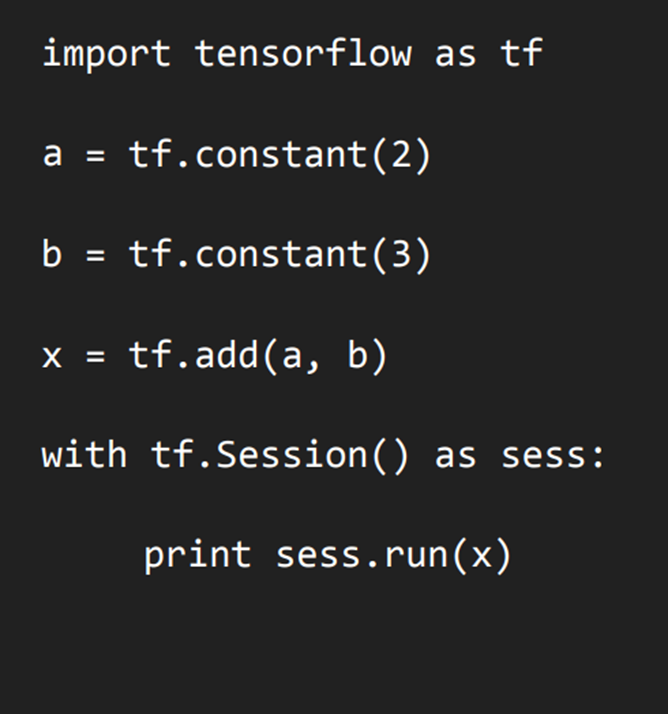 import tensorflow as tf
a = tf.constant(2)
b = tf.constant(3)
x = tf.add(a, b)
with tf.Session() as sess:
print sess.run(x)